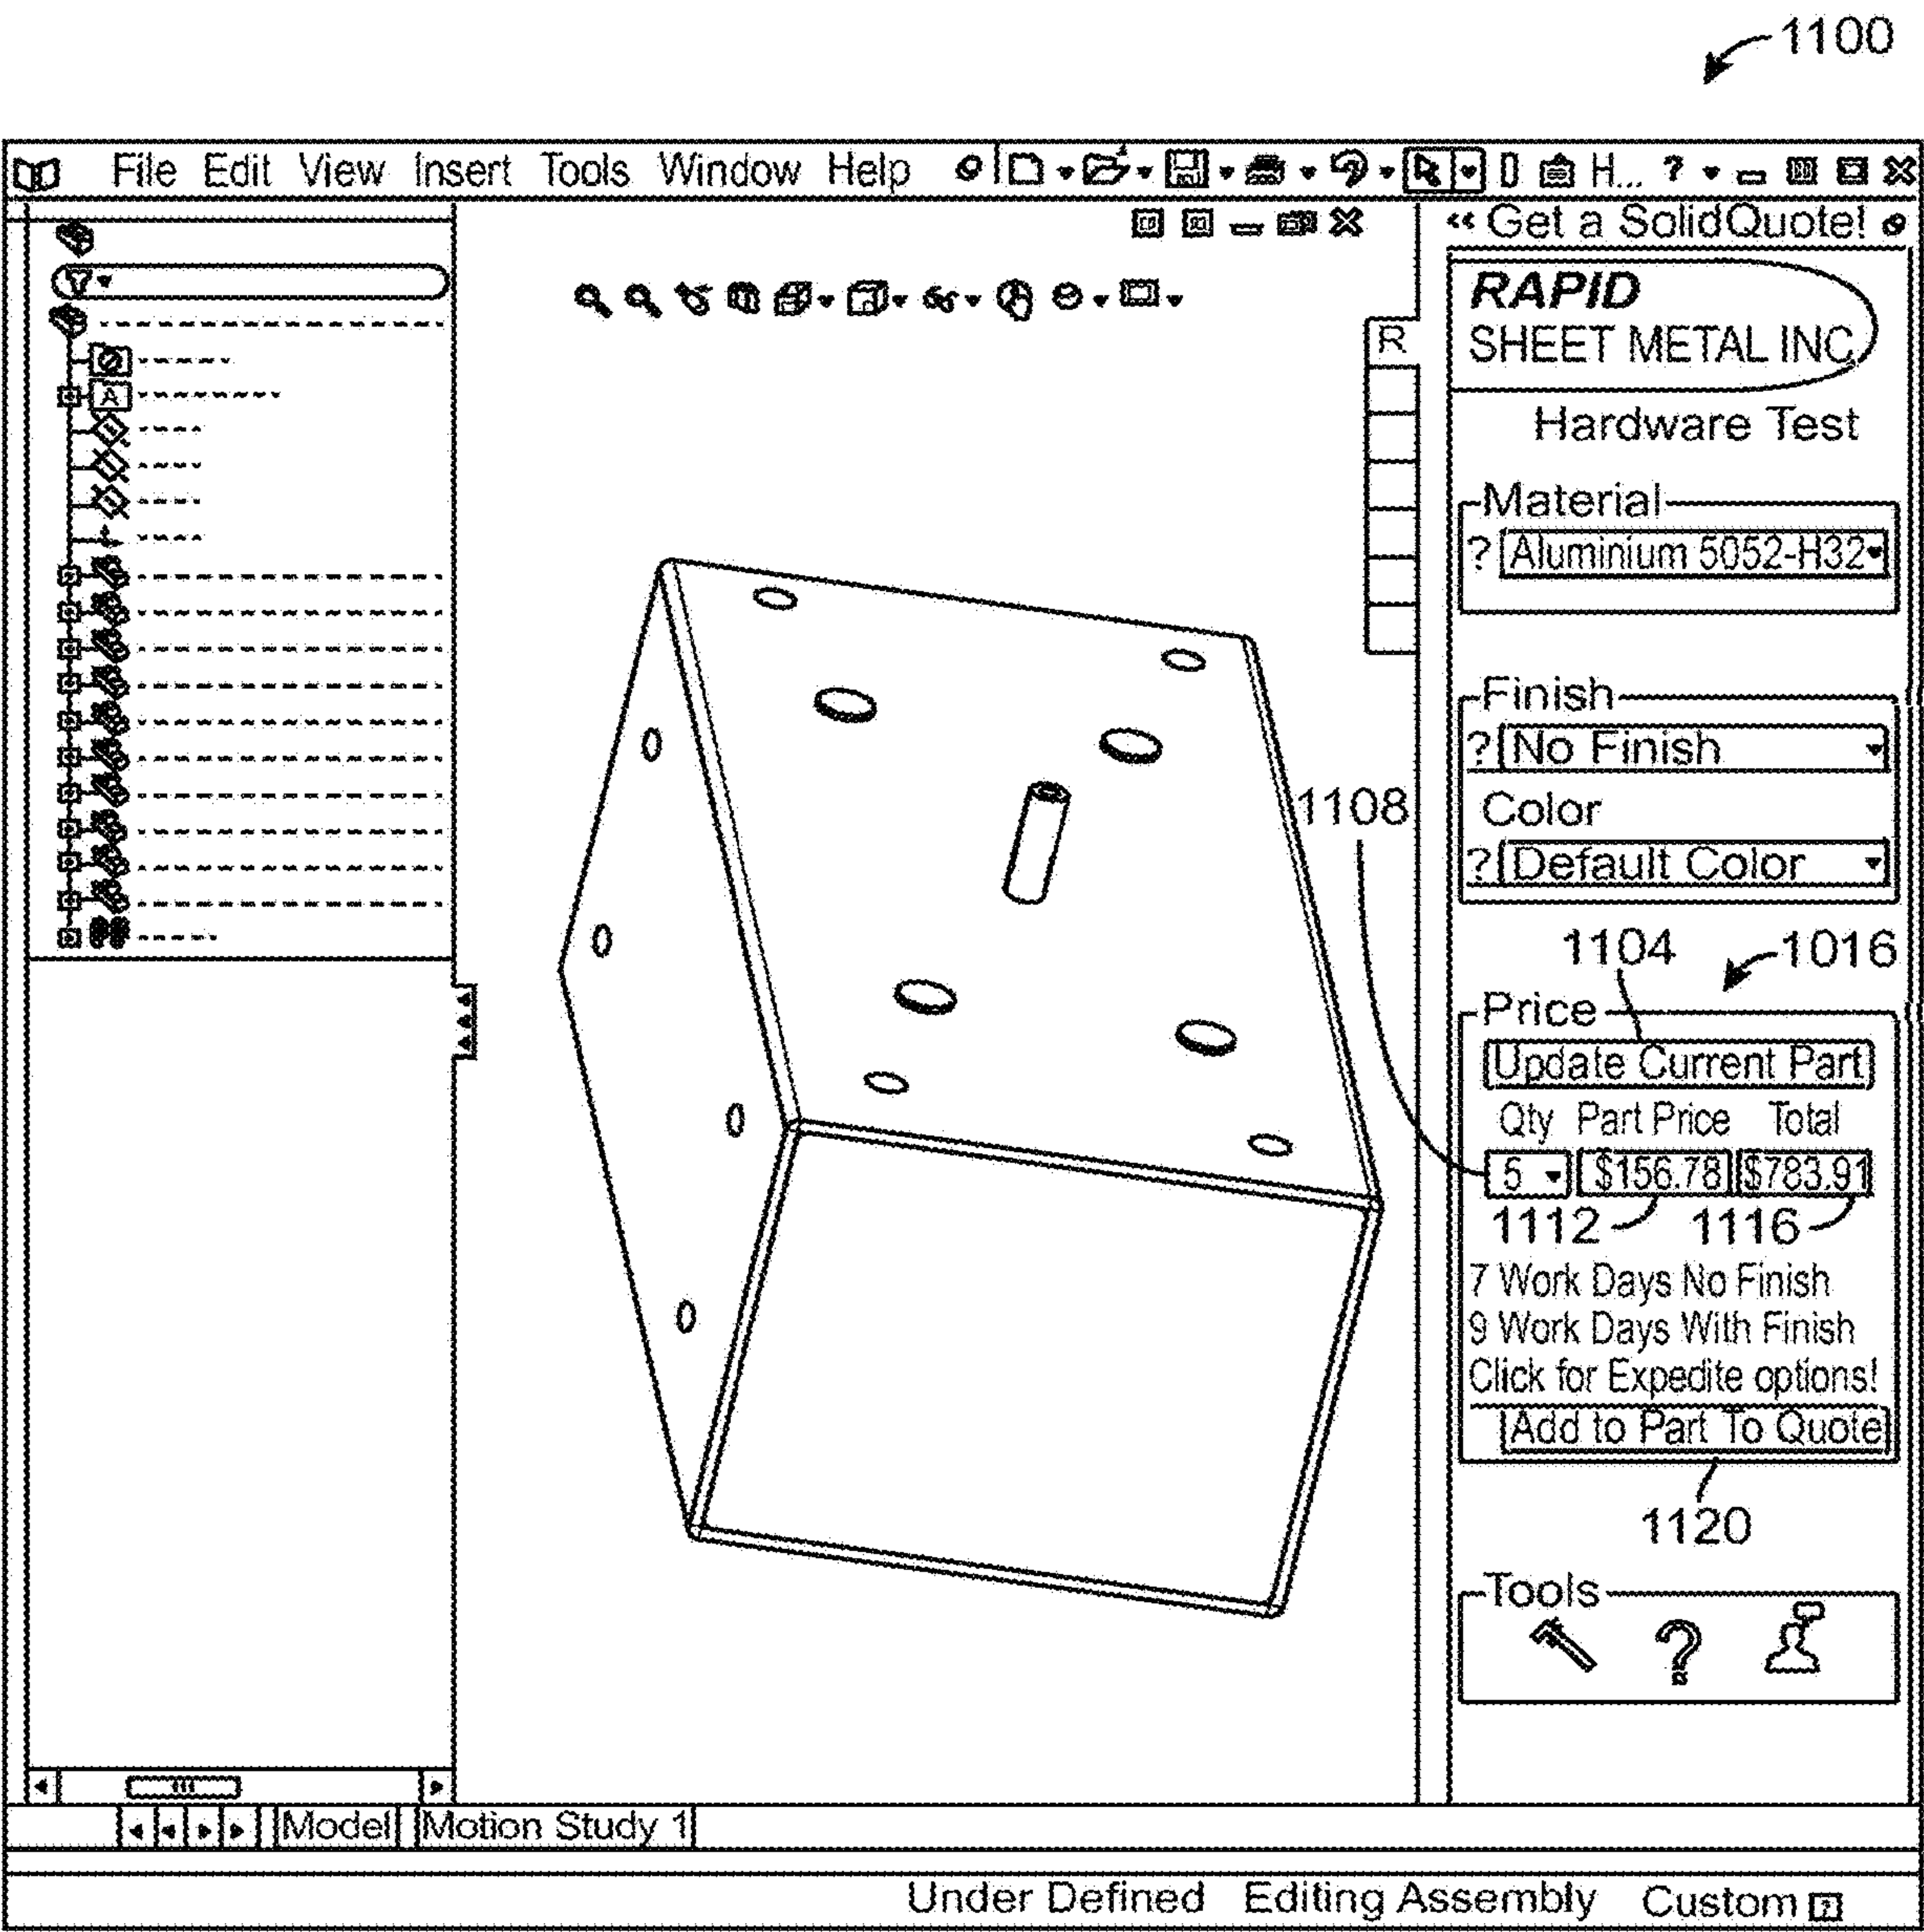 1100
File Edit View Insert Tools Window Help H... ?
<< Get a SolidQuote!
RAPID
SHEET METAL INC
R
A
Hardware Test
Material
? Aluminium 5052-H32
Finish
? No Finish
1108
Color
? Default Color
1104 1016
Price
Update Current Part
Qty Part Price Total
5 $156.78 $783.91
1112 1116
7 Work Days No Finish
9 Work Days With Finish
Click for Expedite options!
Add to Part To Quote
1120
Tools
?
Model Motion Study 1
Under Defined Editing Assembly Custom ?